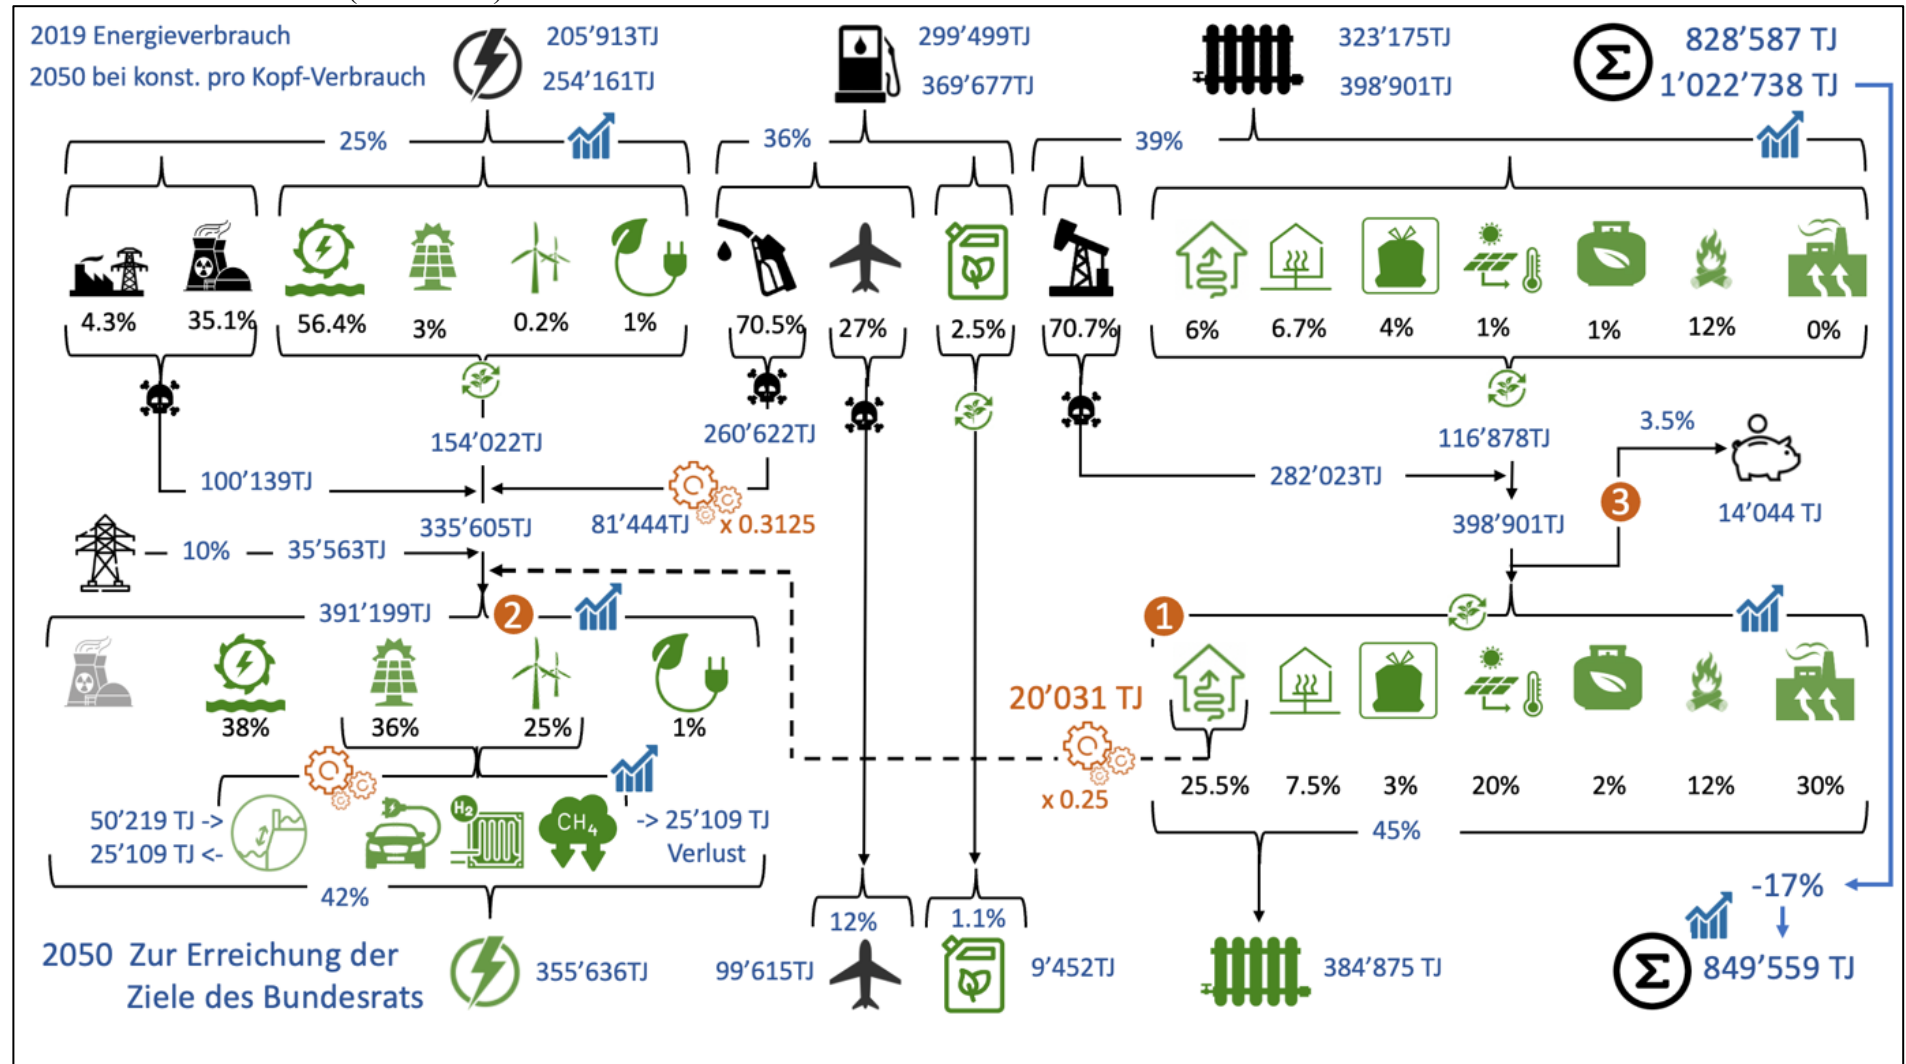 2019 Energieverbrauch
205’913TJ
299’499TJ
323’175TJ
Σ
828’587 TJ
2050 bei konst. pro Kopf-Verbrauch
254’161TJ
369’677TJ
398’901TJ
1’022’738 TJ
25%
36%
39%
4.3%
35.1%
56.4%
3%
0.2%
1%
70.5%
27%
2.5%
70.7%
6%
6.7%
4%
1%
1%
12%
0%
154’022TJ
260’622TJ
116’878TJ
3.5%
100’139TJ
282’023TJ
3
14’044 TJ
335’605TJ
81’444TJ
x 0.3125
398’901TJ
10%
35’563TJ
391’199TJ
2
1
20’031 TJ
x 0.25
38%
36%
25%
1%
25.5%
7.5%
3%
20%
2%
12%
30%
50’219 TJ ->
25’109 TJ <-
H2
CH4
-> 25’109 TJ
Verlust
45%
42%
12%
1.1%
-17%
2050 Zur Erreichung der
Ziele des Bundesrats
355’636TJ
99’615TJ
9’452TJ
384’875 TJ
Σ
849’559 TJ